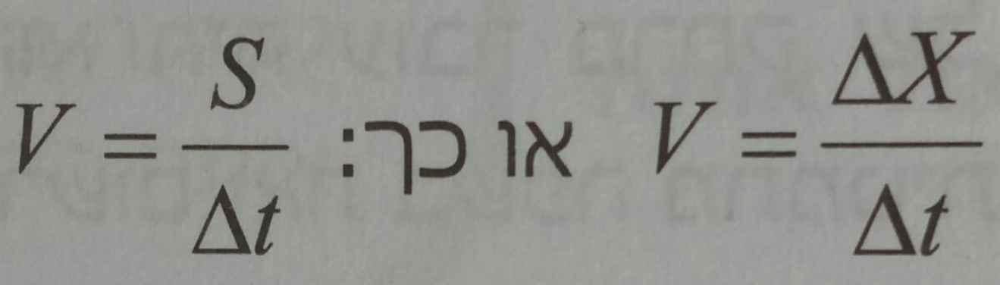 V = ΔX/Δt או כך: V = S/Δt